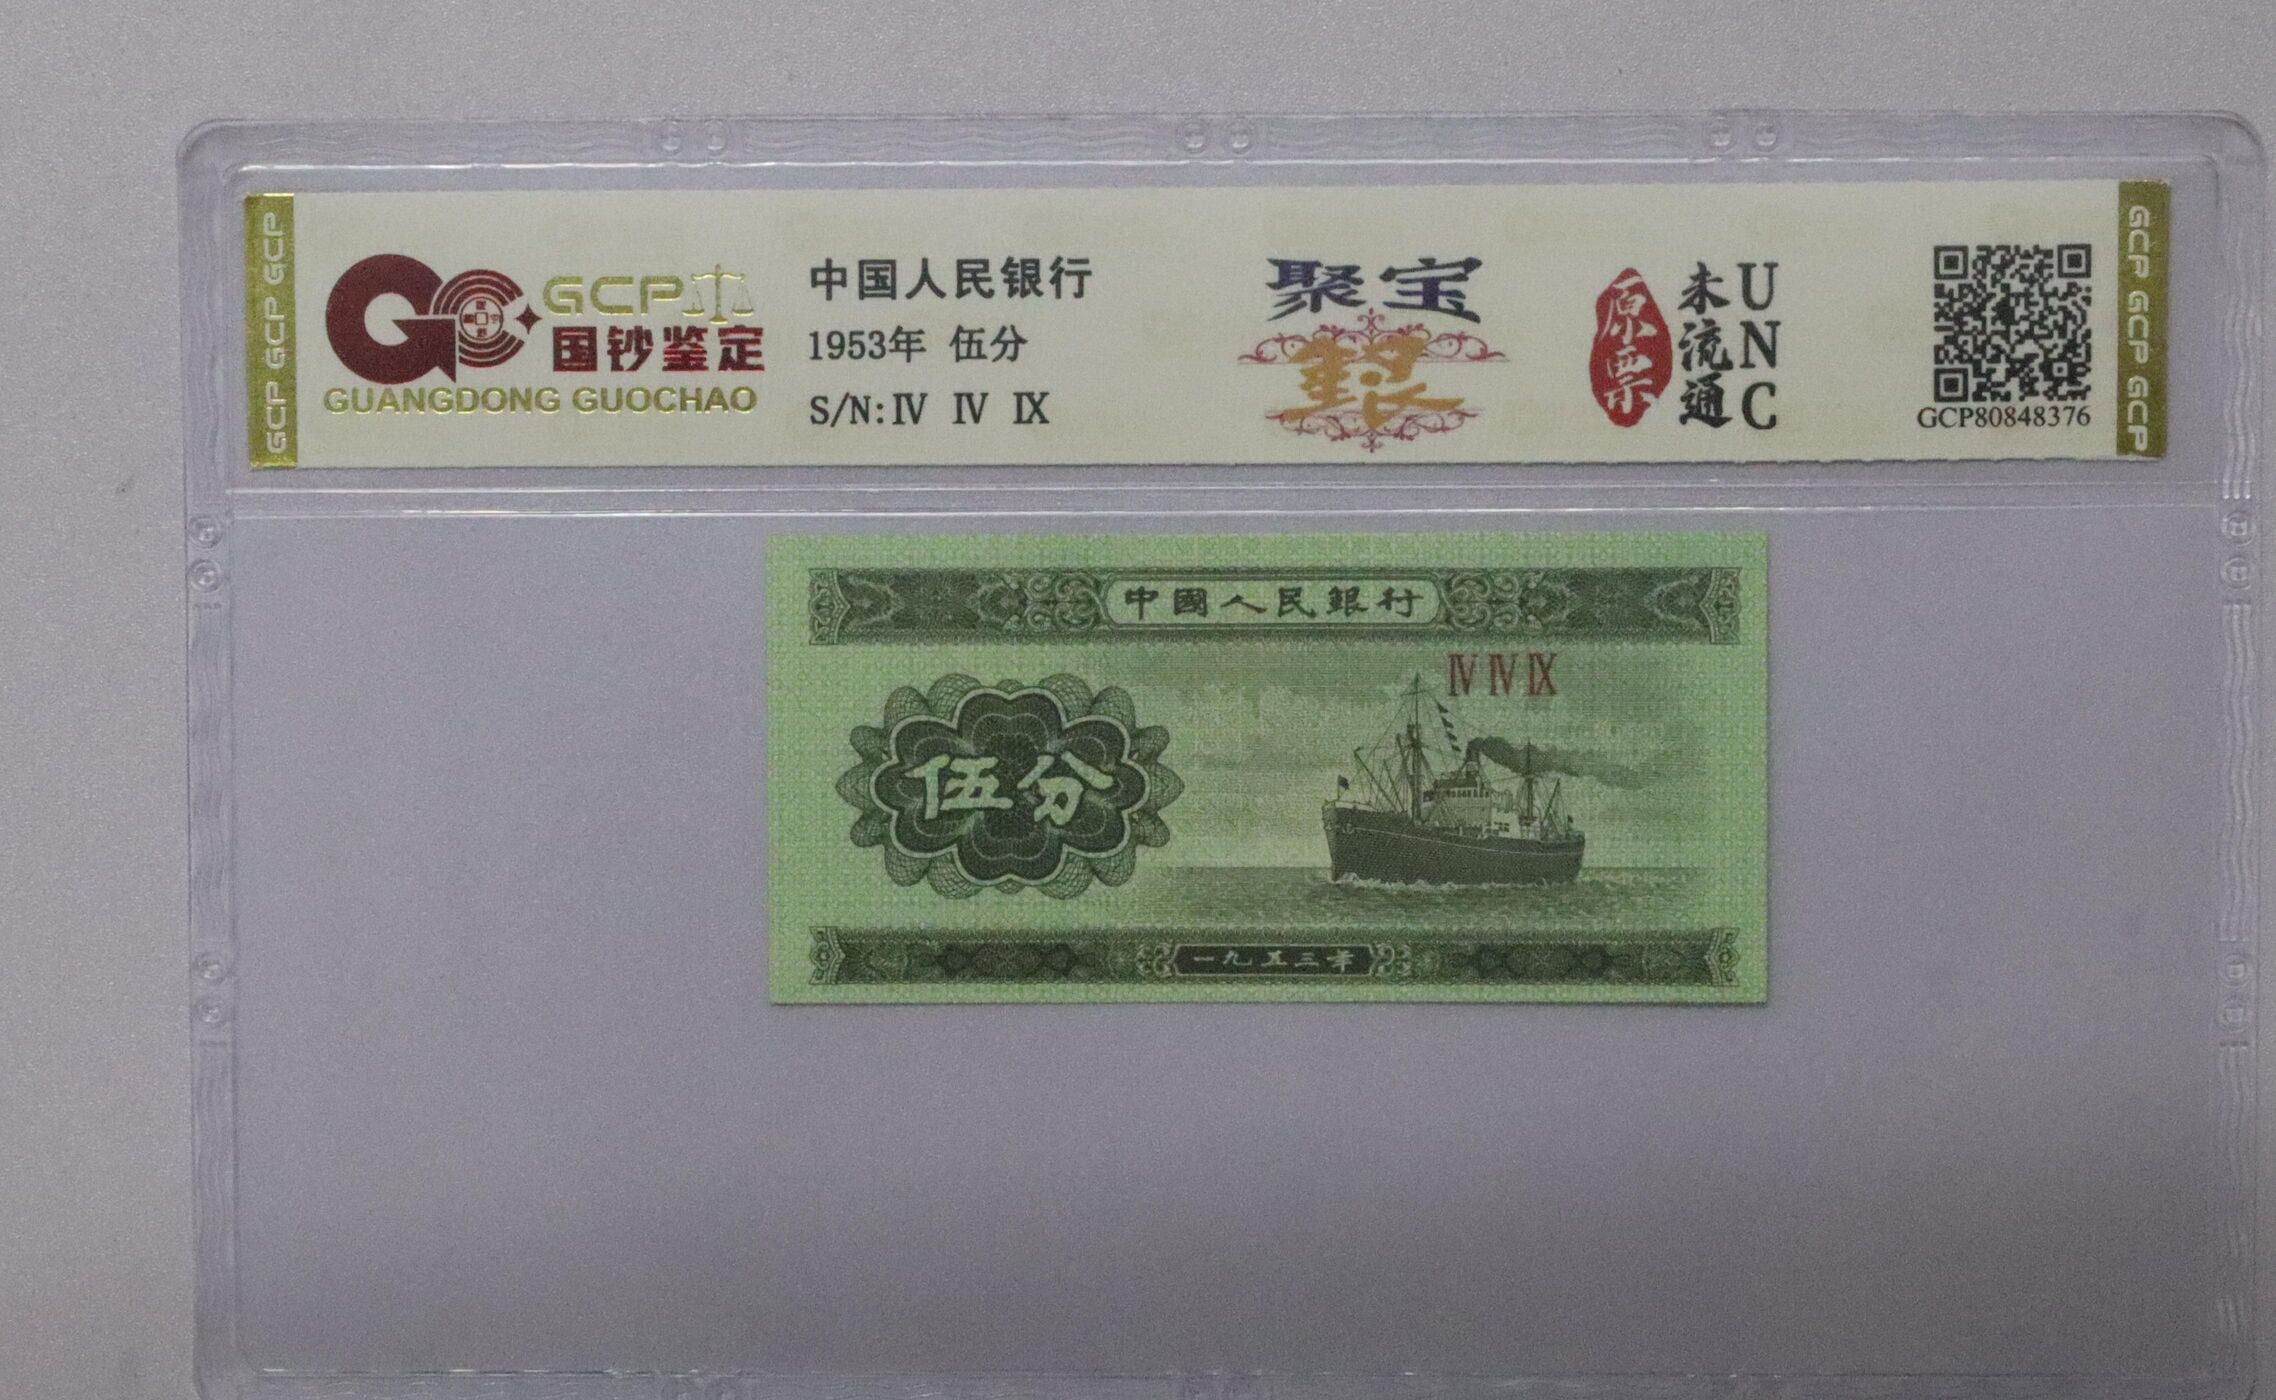 GCP GCP GCP
GCP
国钞鉴定
GUANGDONG GUOCHAO
中国人民银行
1953年 伍分
S/N:Ⅳ Ⅳ Ⅸ
聚宝
原票
未流通
UNC
GCP80848376
GCP GCP GCP
中國人民銀行
Ⅳ Ⅳ Ⅸ
伍分
一九五三年